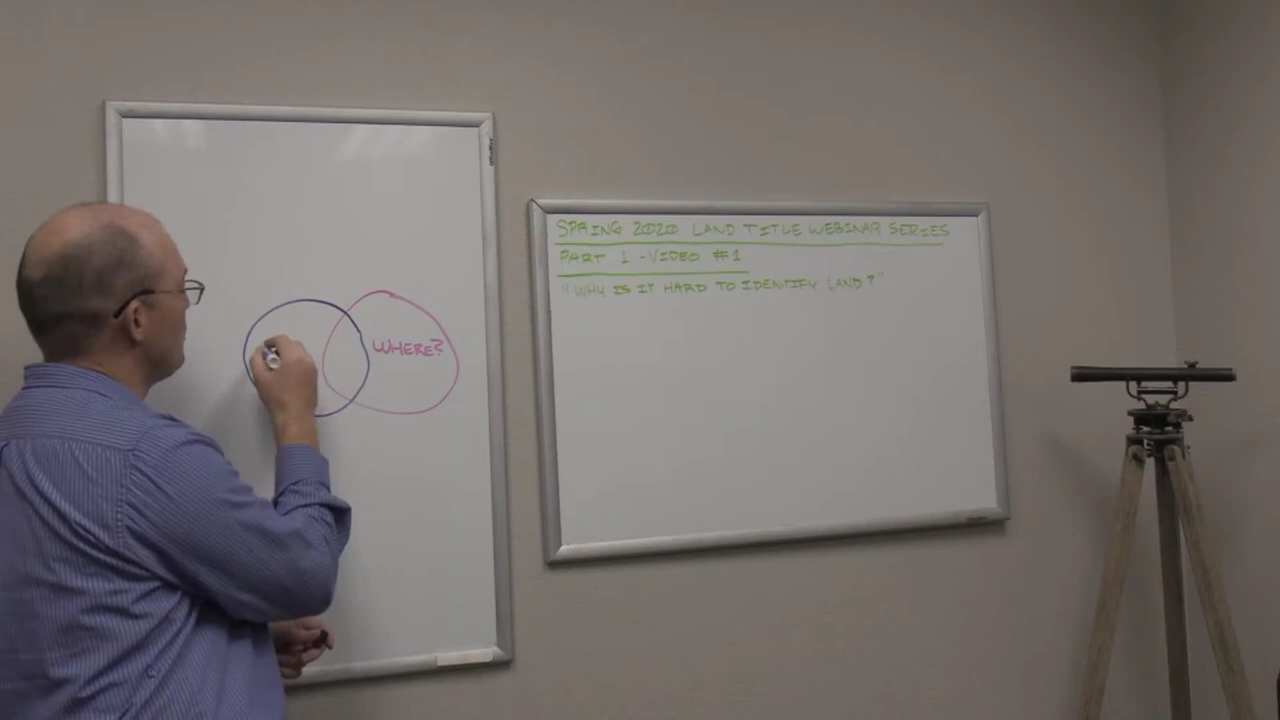 WHERE?
SPRING 2020 LAND TITLE WEBINAR SERIES
PART 1 - VIDEO #1
"WHY IS IT HARD TO IDENTIFY LAND?"